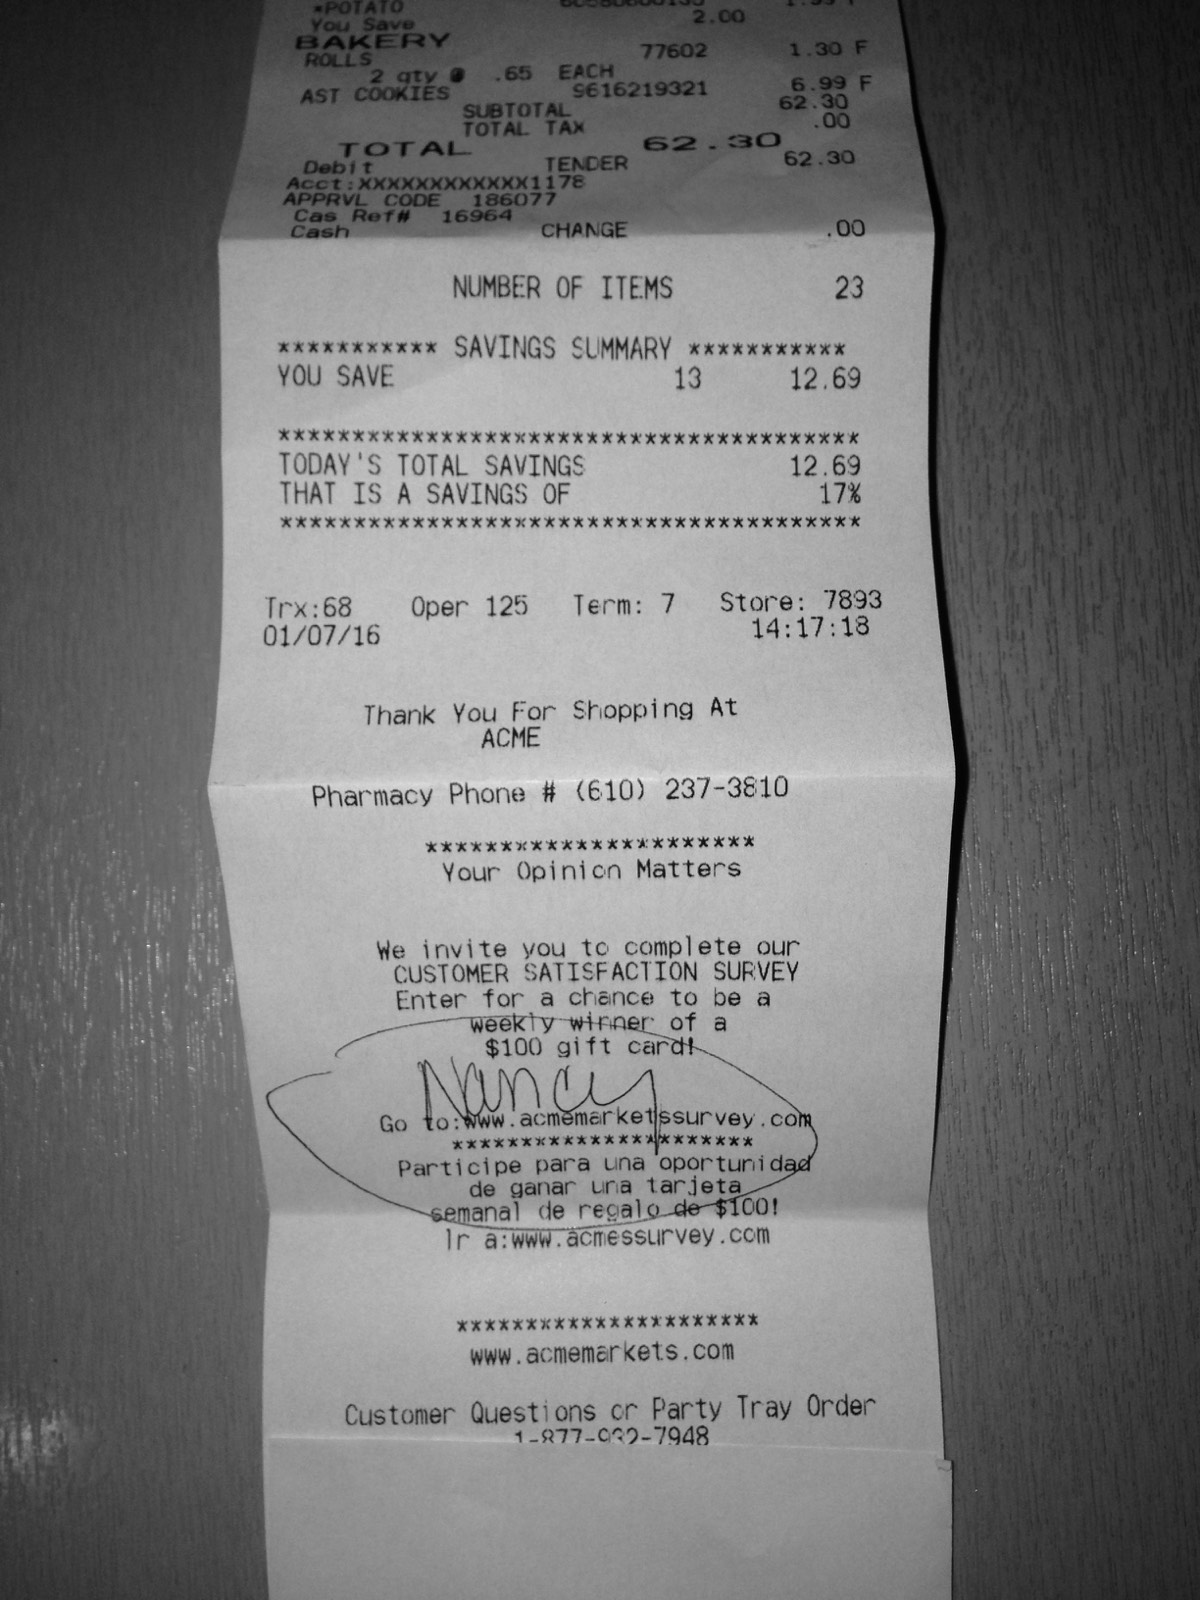 *POTATO 1.99 F
You Save 2.00
BAKERY
ROLLS 77602 1.30 F
2 qty @ .65 EACH
AST COOKIES 9616219321 6.99 F
SUBTOTAL 62.30
TOTAL TAX .00
TOTAL 62.30
Debit TENDER 62.30
Acct:XXXXXXXXXXXX1178
APPRVL CODE 186077
Cas Ref# 16964
Cash CHANGE .00
NUMBER OF ITEMS 23
*********** SAVINGS SUMMARY ***********
YOU SAVE 13 12.69
****************************************
TODAY'S TOTAL SAVINGS 12.69
THAT IS A SAVINGS OF 17%
****************************************
Trx:68 Oper 125 Term: 7 Store: 7893
01/07/16 14:17:18
Thank You For Shopping At
ACME
Pharmacy Phone # (610) 237-3810
***********************
Your Opinion Matters
We invite you to complete our
CUSTOMER SATISFACTION SURVEY
Enter for a chance to be a
weekly winner of a
$100 gift card!
Nancy
Go to:www.acmemarketssurvey.com
***********************
Participe para una oportunidad
de ganar una tarjeta
semanal de regalo de $100!
Ir a:www.acmessurvey.com
***********************
www.acmemarkets.com
Customer Questions or Party Tray Order
1-877-932-7948